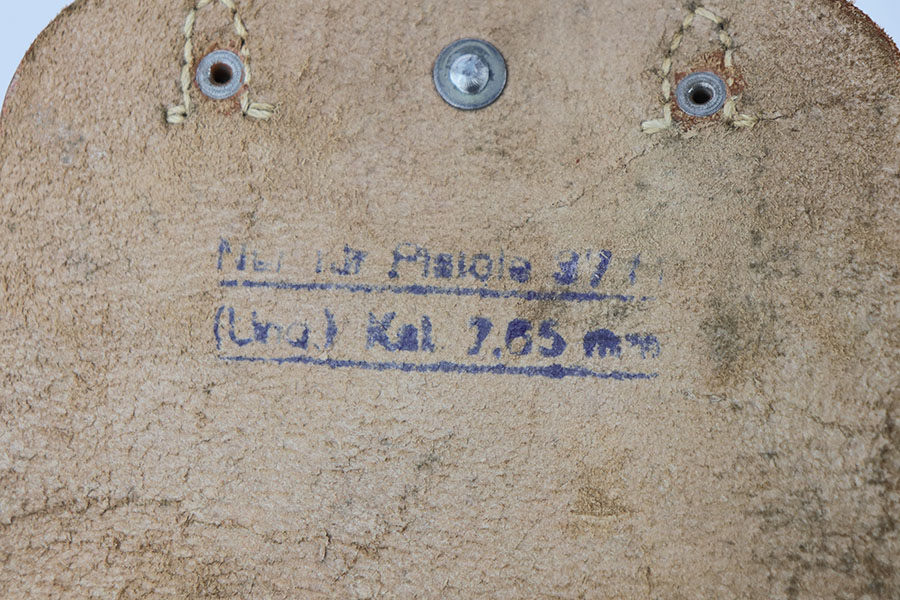 Nur für Pistole 37 M
(Ung.) Kal. 7,65 mm